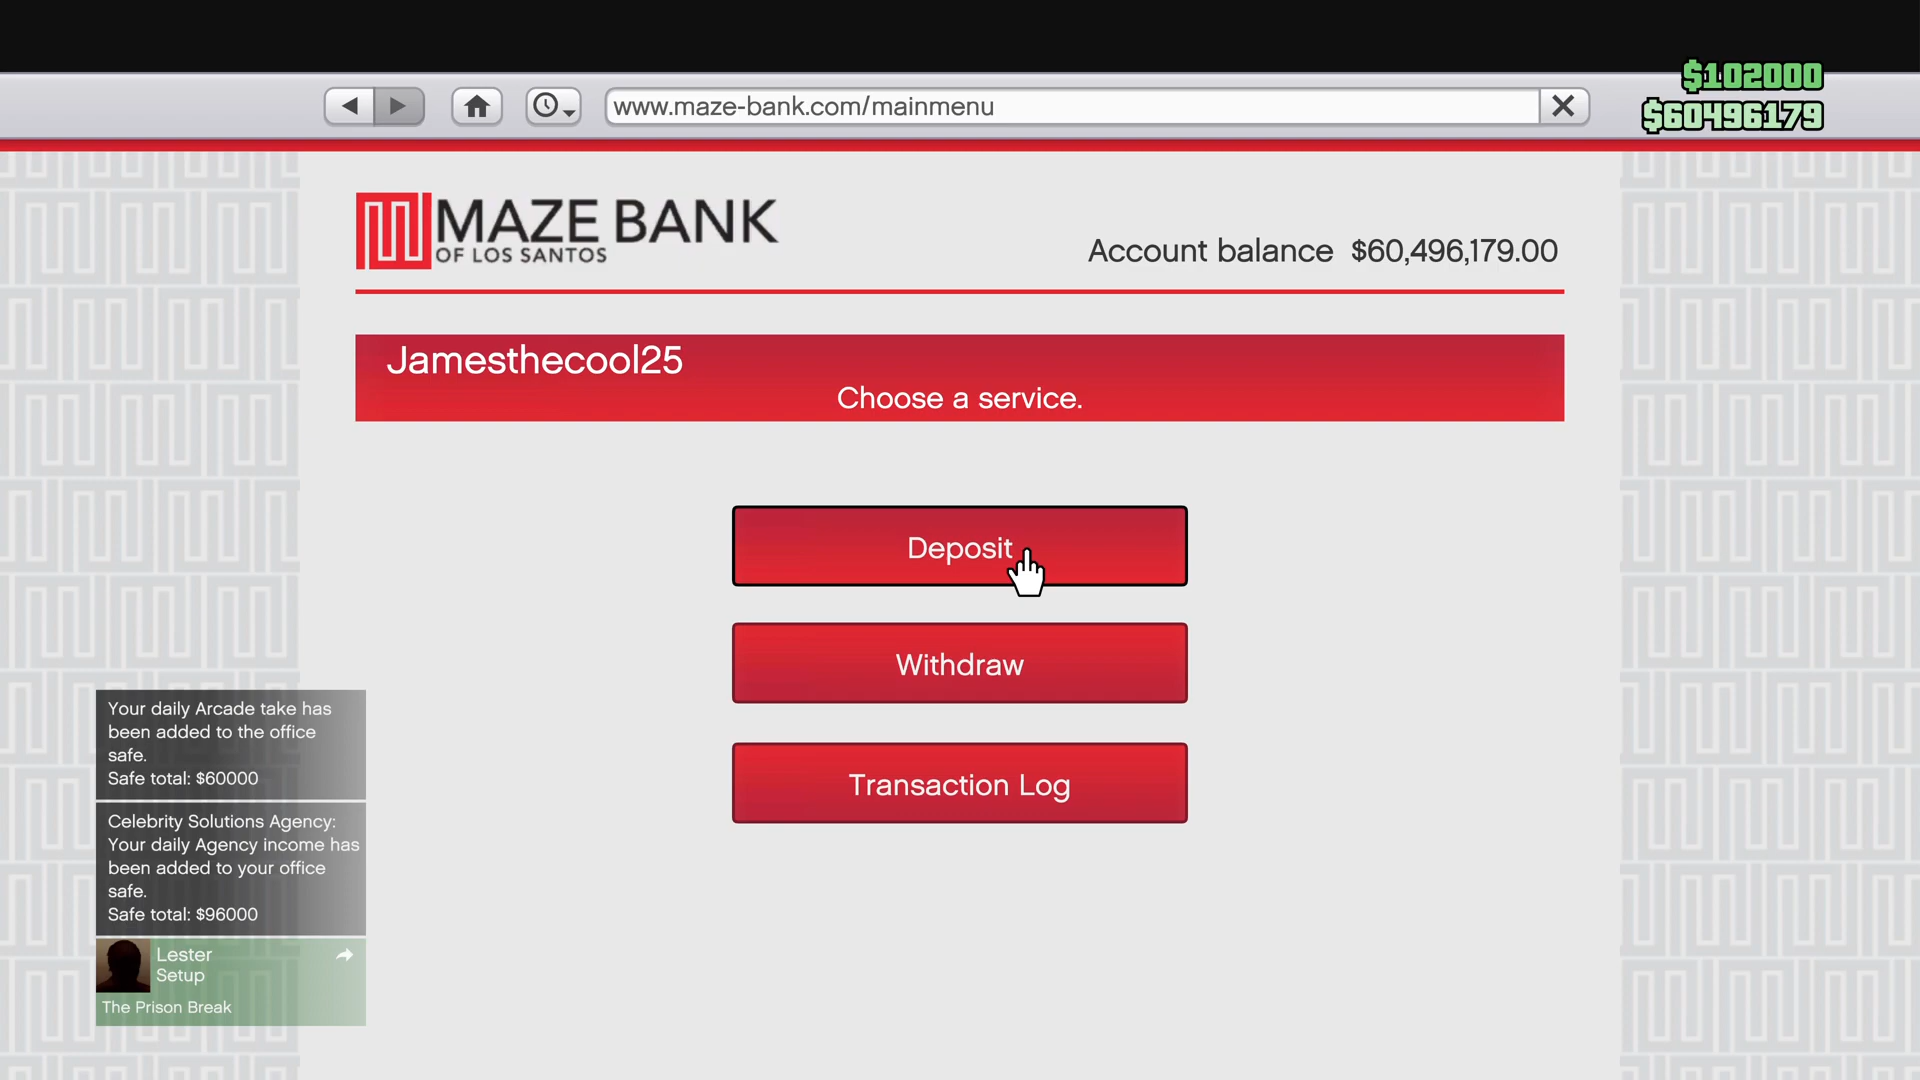 www.maze-bank.com/mainmenu
$102000
$60496179
MAZE BANK
OF LOS SANTOS
Account balance $60,496,179.00
Jamesthecool25
Choose a service.
Deposit
Withdraw
Transaction Log
Your daily Arcade take has
been added to the office
safe.
Safe total: $60000
Celebrity Solutions Agency:
Your daily Agency income has
been added to your office
safe.
Safe total: $96000
Lester
Setup
The Prison Break